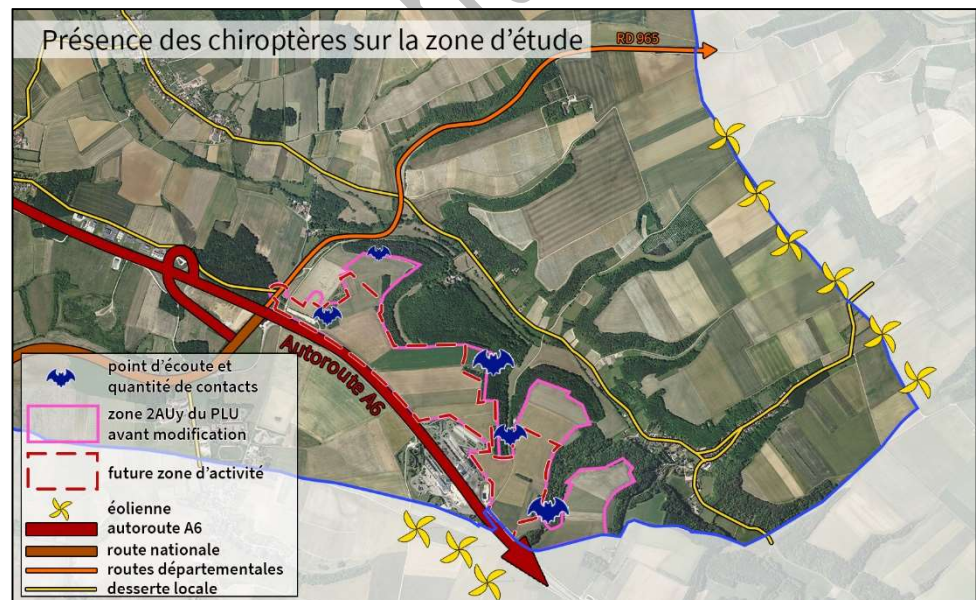 Présence des chiroptères sur la zone d'étude
RD 965
Autoroute A6
point d'écoute et
quantité de contacts
zone 2AUy du PLU
avant modification
future zone d'activité
éolienne
autoroute A6
route nationale
routes départementales
desserte locale